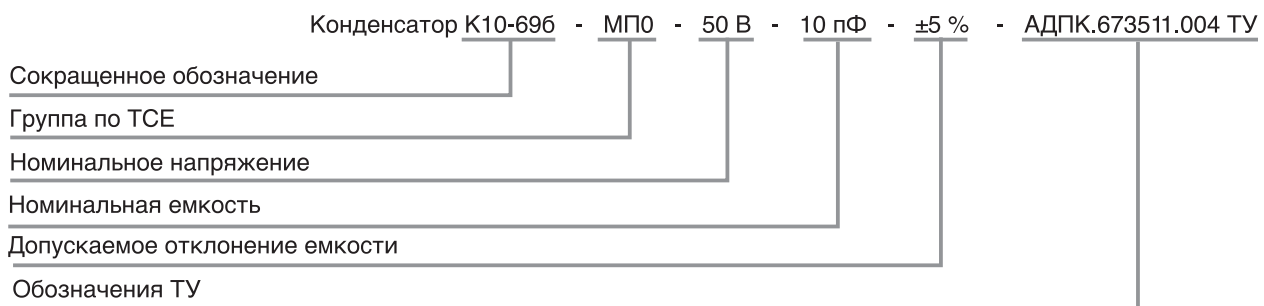 Конденсатор К10-69б - МП0 - 50 В - 10 пФ - ±5 % - АДПК.673511.004 ТУ
Сокращенное обозначение
Группа по ТСЕ
Номинальное напряжение
Номинальная емкость
Допускаемое отклонение емкости
Обозначения ТУ